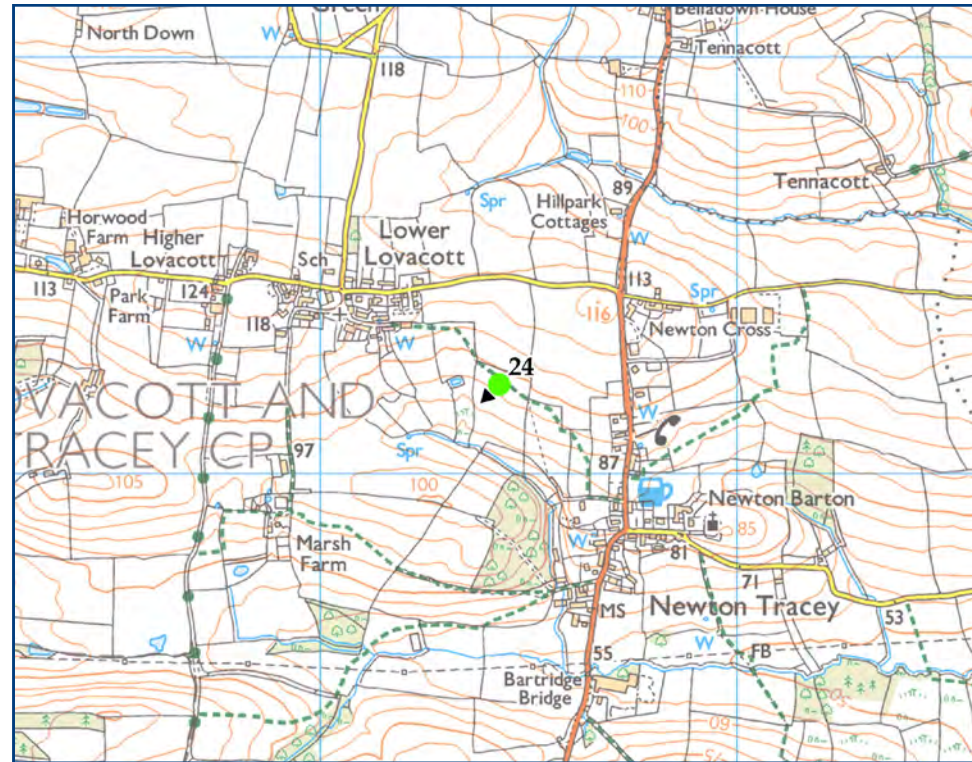 Green
Belladown House
North Down
W
Tennacott
118
110
100
Tennacott
89
Spr
Hillpark
Cottages
Horwood
Farm
Higher
Lovacott
Sch
Lower
Lovacott
W
113
Park
Farm
124
118
113
116
Spr
Newton Cross
W
W
24
OVACOTT AND
TRACEY CP
97
W
87
Spr
105
100
Newton Barton
85
Marsh
Farm
W
81
71
MS
Newton Tracey
53
W
55
FB
Bartridge
Bridge
60